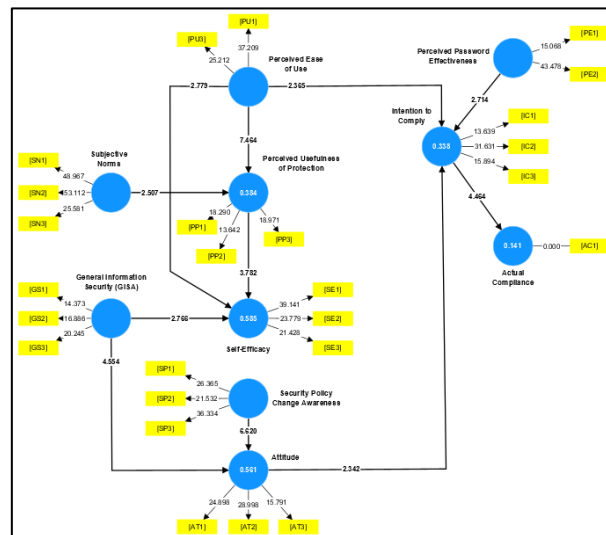 [PU1]
[PU3]
37.209
25.212
Perceived Ease
of Use
2.779
2.365
7.464
Perceived Password
Effectiveness
[PE1]
15.068
[PE2]
43.478
2.714
Intention to
Comply
0.338
[IC1]
13.639
[IC2]
31.631
[IC3]
15.894
4.464
0.141
0.000
[AC1]
Actual
Compliance
Subjective
Norms
[SN1]
48.967
[SN2]
53.112
[SN3]
25.581
2.507
Perceived Usefulness
of Protection
0.384
18.290
[PP1]
13.642
[PP2]
18.971
[PP3]
3.782
General Information
Security (GISA)
[GS1]
14.373
[GS2]
16.886
[GS3]
20.245
2.766
4.554
0.585
Self-Efficacy
[SE1]
39.141
[SE2]
23.779
[SE3]
21.428
Security Policy
Change Awareness
[SP1]
26.365
[SP2]
21.532
[SP3]
36.334
6.620
Attitude
0.561
2.342
24.898
28.998
15.791
[AT1]
[AT2]
[AT3]